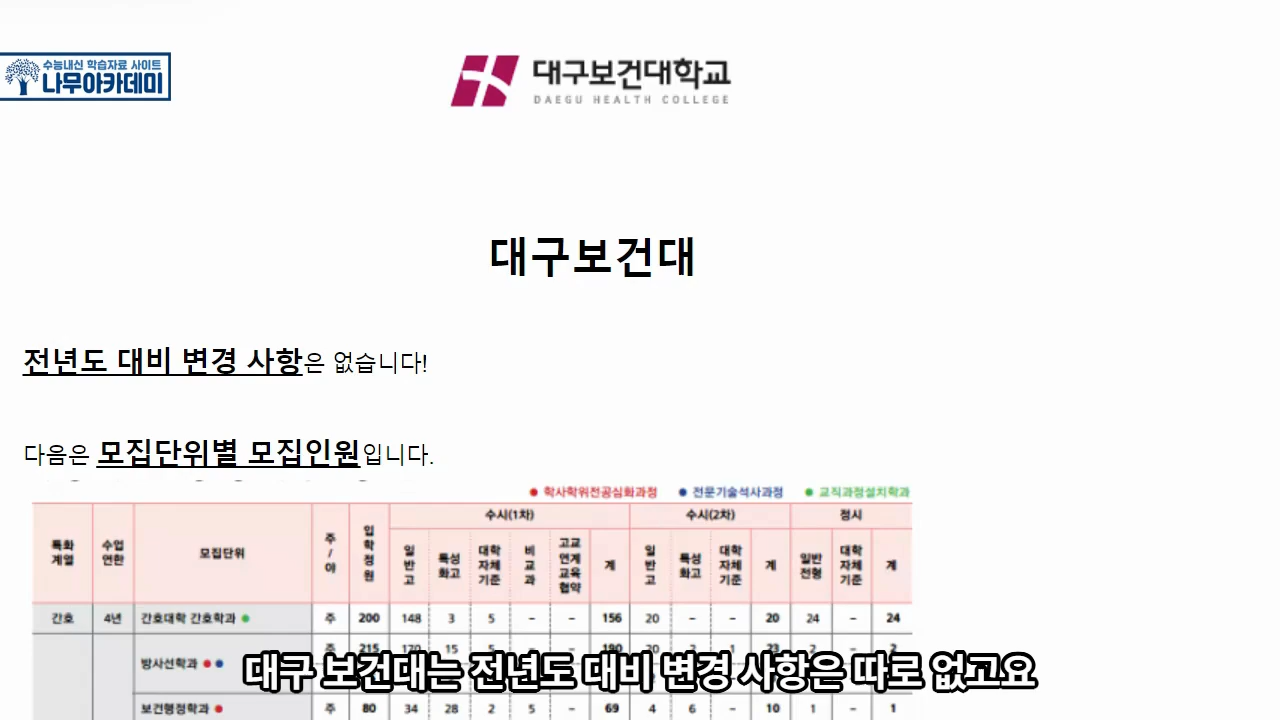 수능내신 학습자료 사이트
나무아카데미
대구보건대학교
DAEGU HEALTH COLLEGE
대구보건대
전년도 대비 변경 사항은 없습니다!
다음은 모집단위별 모집인원입니다.
● 학사학위전공심화과정 ● 전문기술석사과정 ● 교직과정설치학과
특화계열 수업연한 모집단위 주/야 입학정원 수시(1차) 수시(2차) 정시
일반고 특성화고 대학자체기준 비교과 고교연계교육협약 계 일반고 특성화고 대학자체기준 계 일반전형 대학자체기준 계
간호 4년 간호대학 간호학과 ● 주 200 148 3 5 – – 156 20 – – 20 24 – 24
방사선학과 ● ● 주 215 170 15 5 190 20 2 1 23 2 – 2
대구 보건대는 전년도 대비 변경 사항은 따로 없고요
보건행정학과 ● 주 80 34 28 2 5 – 69 4 6 – 10 1 – 1